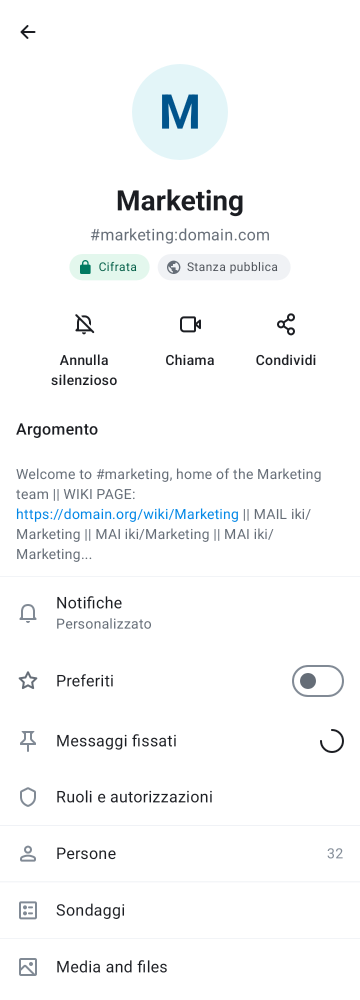 M
Marketing
#marketing:domain.com
Cifrata
Stanza pubblica
Annulla
silenzioso
Chiama
Condividi
Argomento
Welcome to #marketing, home of the Marketing
team || WIKI PAGE:
https://domain.org/wiki/Marketing || MAIL iki/
Marketing || MAI iki/Marketing || MAI iki/
Marketing...
Notifiche
Personalizzato
Preferiti
Messaggi fissati
Ruoli e autorizzazioni
Persone 32
Sondaggi
Media and files